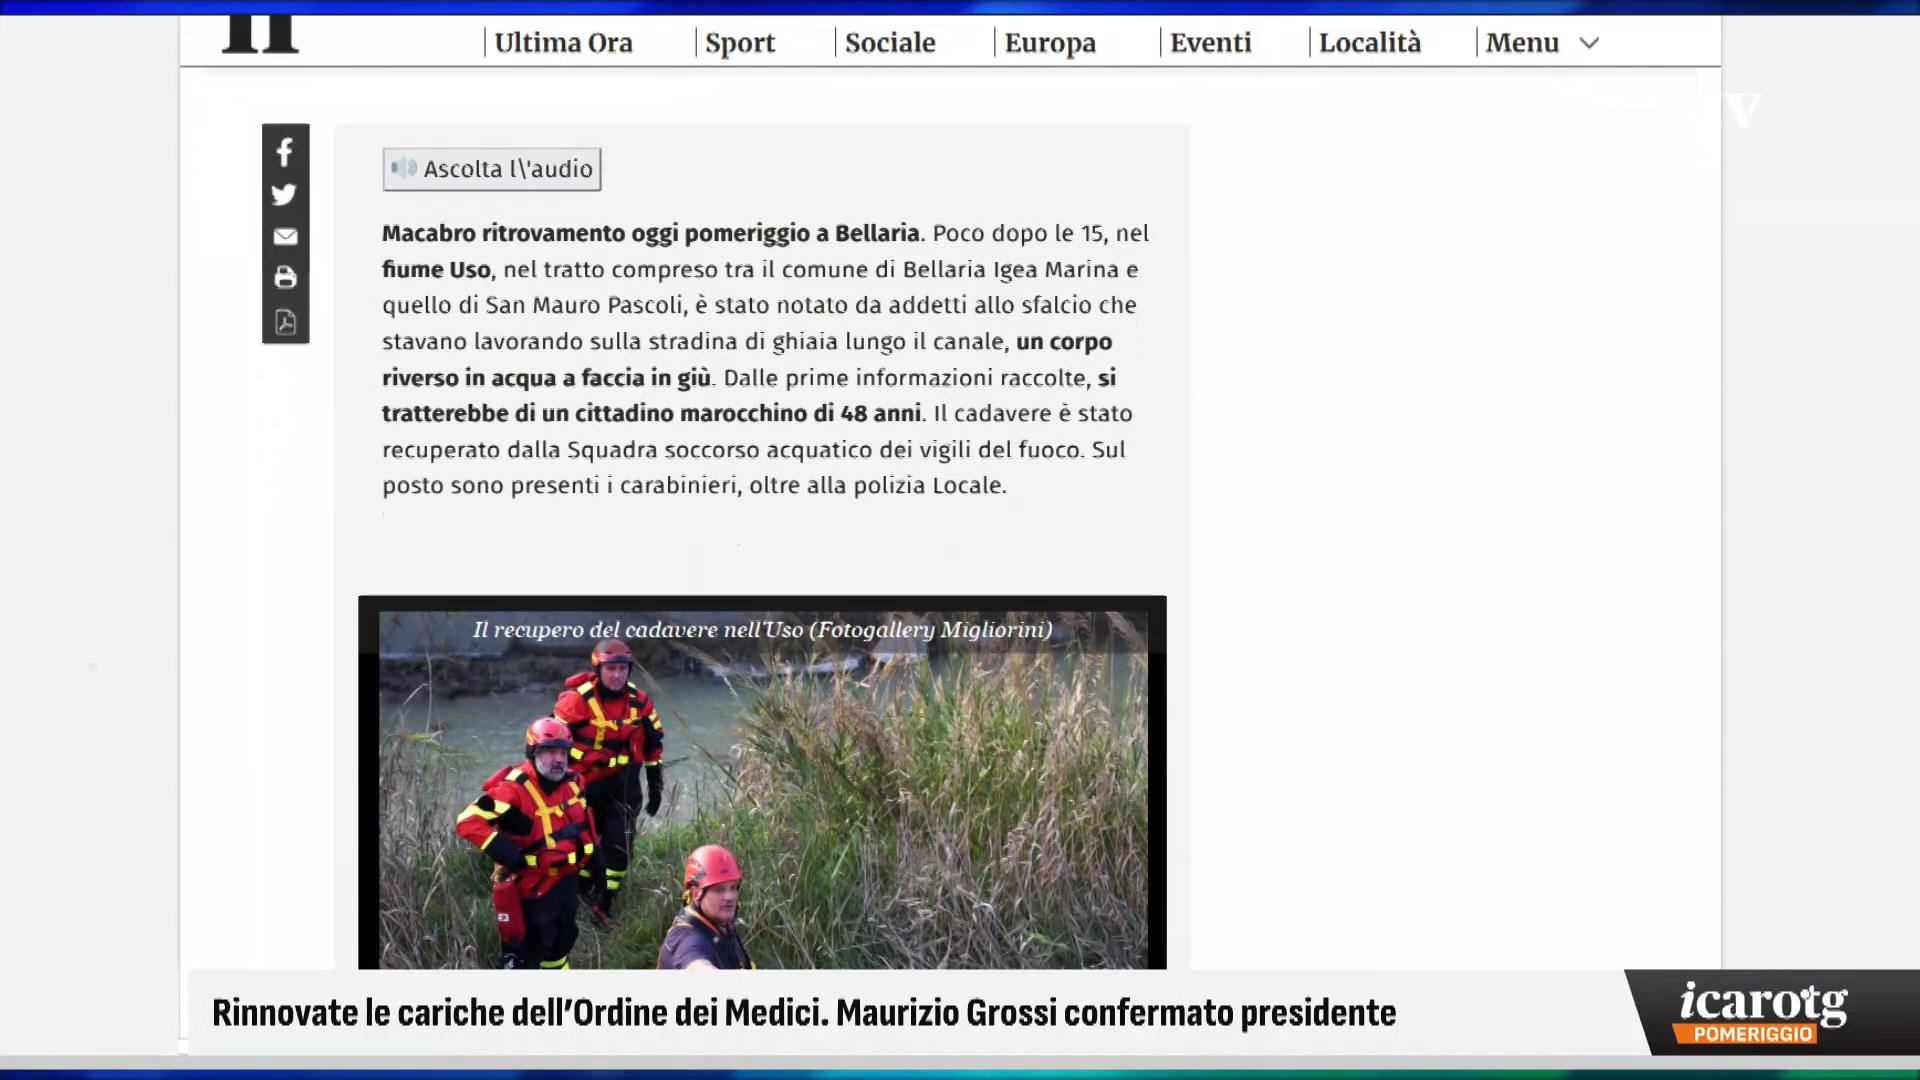 Ultima Ora
Sport
Sociale
Europa
Eventi
Località
Menu
Ascolta l\'audio
Macabro ritrovamento oggi pomeriggio a Bellaria. Poco dopo le 15, nel
fiume Uso, nel tratto compreso tra il comune di Bellaria Igea Marina e
quello di San Mauro Pascoli, è stato notato da addetti allo sfalcio che
stavano lavorando sulla stradina di ghiaia lungo il canale, un corpo
riverso in acqua a faccia in giù. Dalle prime informazioni raccolte, si
tratterebbe di un cittadino marocchino di 48 anni. Il cadavere è stato
recuperato dalla Squadra soccorso acquatico dei vigili del fuoco. Sul
posto sono presenti i carabinieri, oltre alla polizia Locale.
Il recupero del cadavere nell'Uso (Fotogallery Migliorini)
Rinnovate le cariche dell'Ordine dei Medici. Maurizio Grossi confermato presidente
icarotg
POMERIGGIO